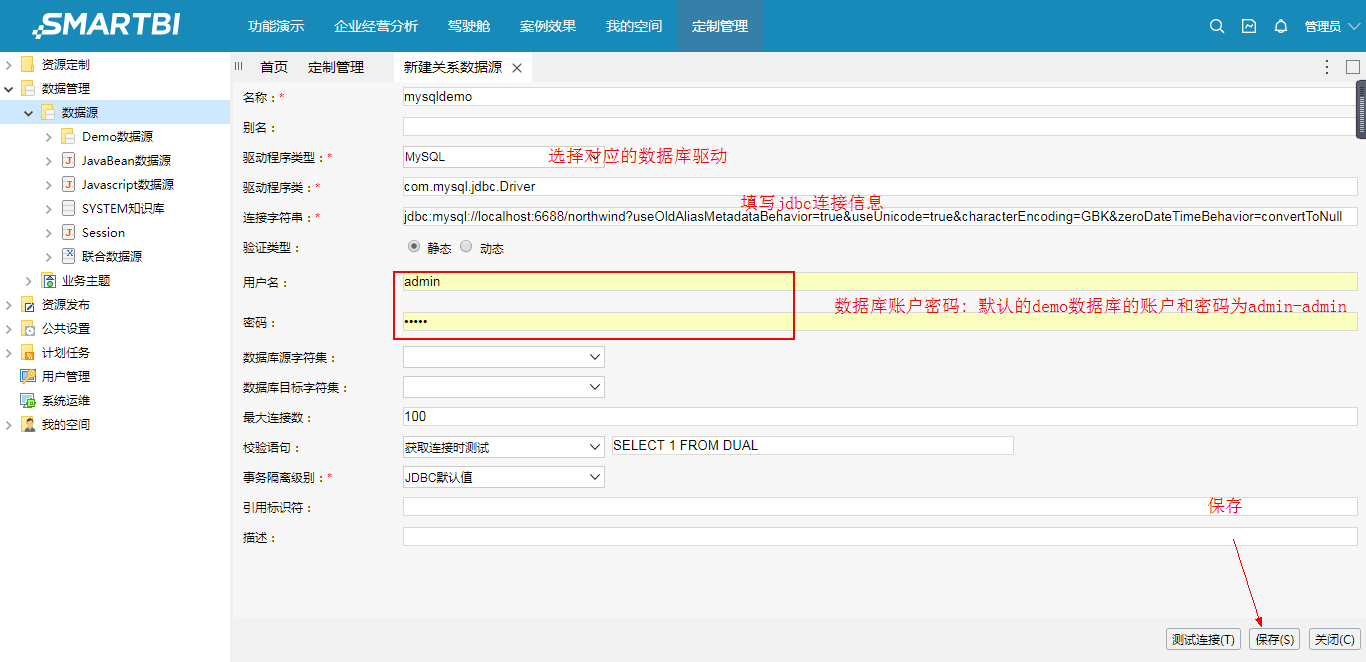 SMARTBI 功能演示 企业经营分析 驾驶舱 案例效果 我的空间 定制管理 管理员
资源定制
数据管理
数据源
Demo数据源
JavaBean数据源
Javascript数据源
SYSTEM知识库
Session
联合数据源
业务主题
资源发布
公共设置
计划任务
用户管理
系统运维
我的空间
首页 定制管理 新建关系数据源
名称：* mysqldemo
别名：
驱动程序类型：* MySQL 选择对应的数据库驱动
驱动程序类：* com.mysql.jdbc.Driver
填写jdbc连接信息
连接字符串：* jdbc:mysql://localhost:6688/northwind?useOldAliasMetadataBehavior=true&useUnicode=true&characterEncoding=GBK&zeroDateTimeBehavior=convertToNull
验证类型： 静态 动态
用户名： admin
数据库账户密码：默认的demo数据库的账户和密码为admin-admin
密码： •••••
数据库源字符集：
数据库目标字符集：
最大连接数： 100
校验语句： 获取连接时测试 SELECT 1 FROM DUAL
事务隔离级别：* JDBC默认值
引用标识符： 保存
描述：
测试连接(T) 保存(S) 关闭(C)